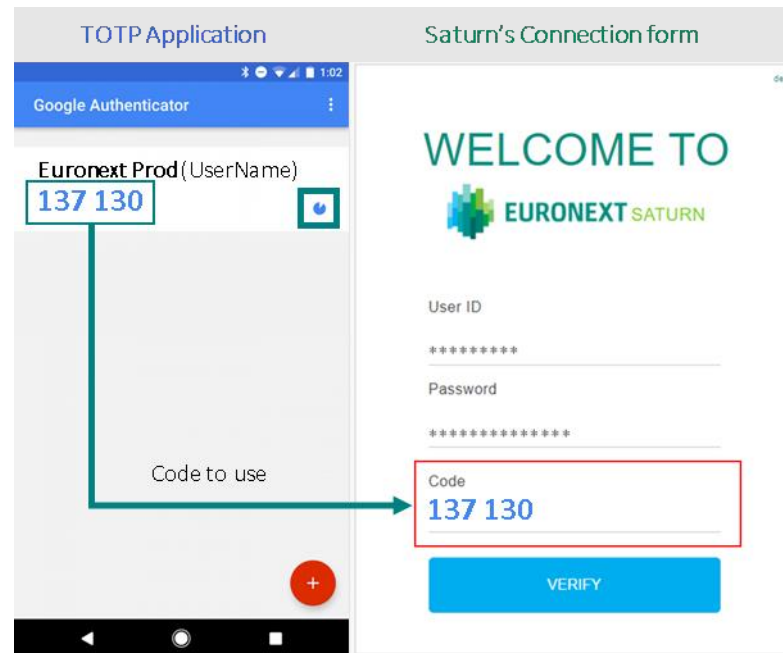 TOTP Application
Saturn's Connection form
1:02
Google Authenticator
Euronext Prod (UserName)
137 130
Code to use
+
de
WELCOME TO
EURONEXT SATURN
User ID
*********
Password
**************
Code
137 130
VERIFY